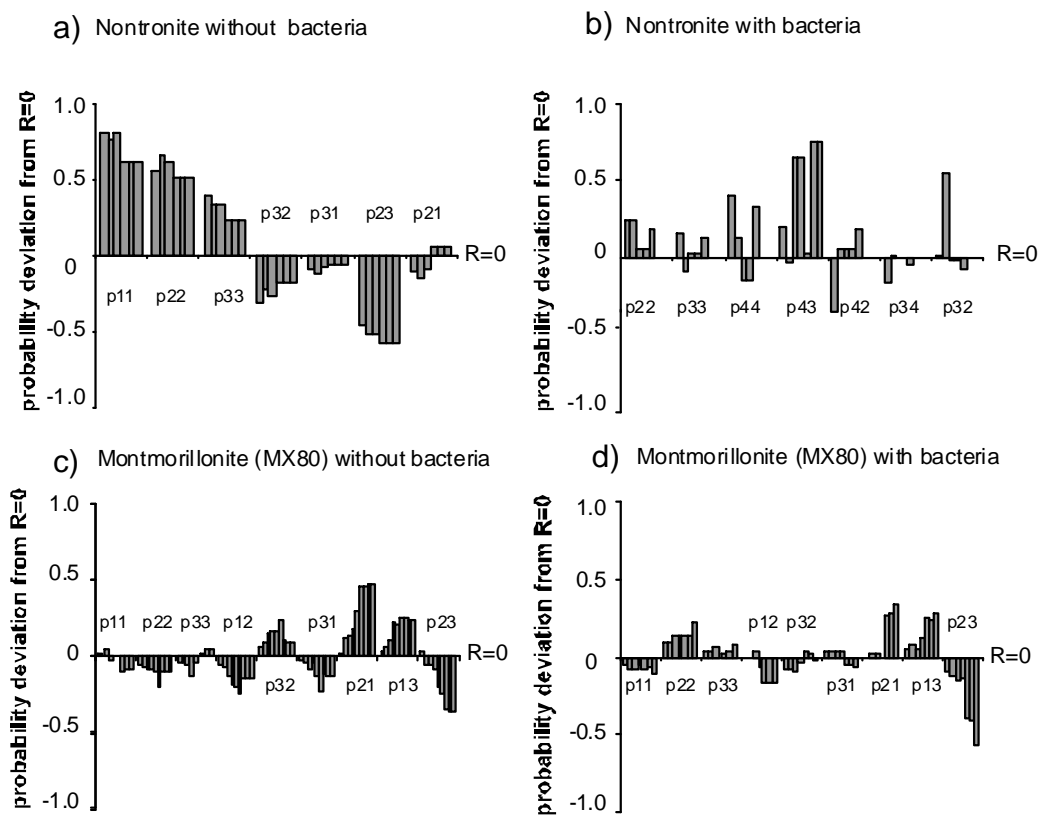 a) Nontronite without bacteria
probability deviation from R=0
1.0
0.5
0
-0.5
-1.0
p11
p22
p33
p32
p31
p23
p21
R=0
b) Nontronite with bacteria
probability deviation from R=0
1.0
0.5
0
-0.5
-1.0
p22
p33
p44
p43
p42
p34
p32
R=0
c) Montmorillonite (MX80) without bacteria
probability deviation from R=0
1.0
0.5
0
-0.5
-1.0
p11
p22
p33
p12
p32
p31
p21
p13
p23
R=0
d) Montmorillonite (MX80) with bacteria
probability deviation from R=0
1.0
0.5
0
-0.5
-1.0
p11
p22
p33
p12
p32
p31
p21
p13
p23
R=0